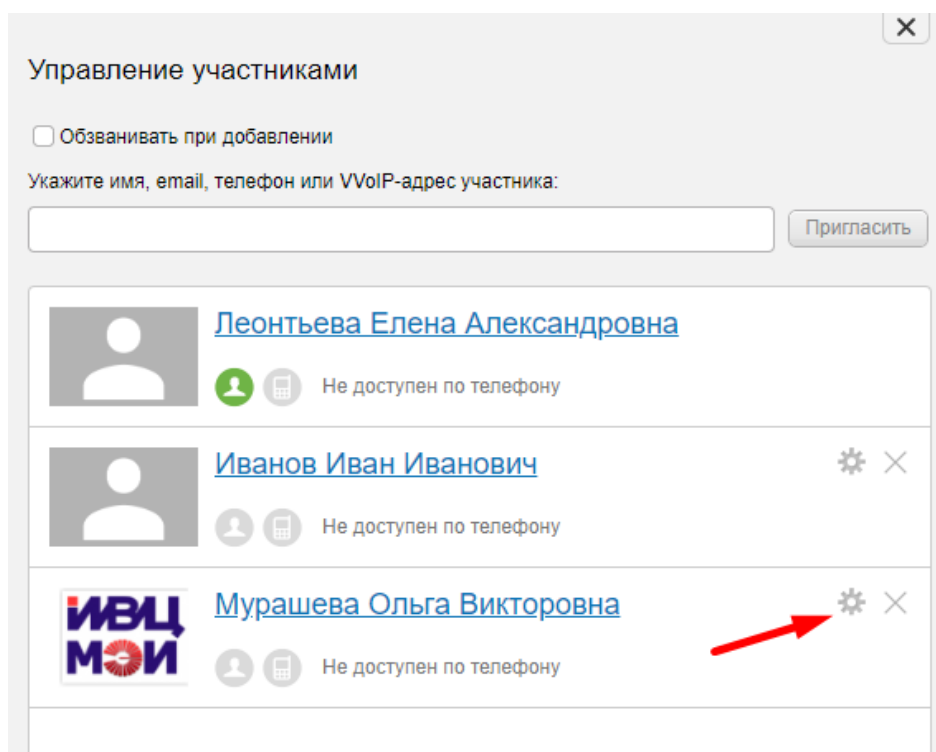 Управление участниками
Обзванивать при добавлении
Укажите имя, email, телефон или VVoIP-адрес участника:
Пригласить
Леонтьева Елена Александровна
Не доступен по телефону
Иванов Иван Иванович
Не доступен по телефону
Мурашева Ольга Викторовна
ИВЦ
МЭИ
Не доступен по телефону